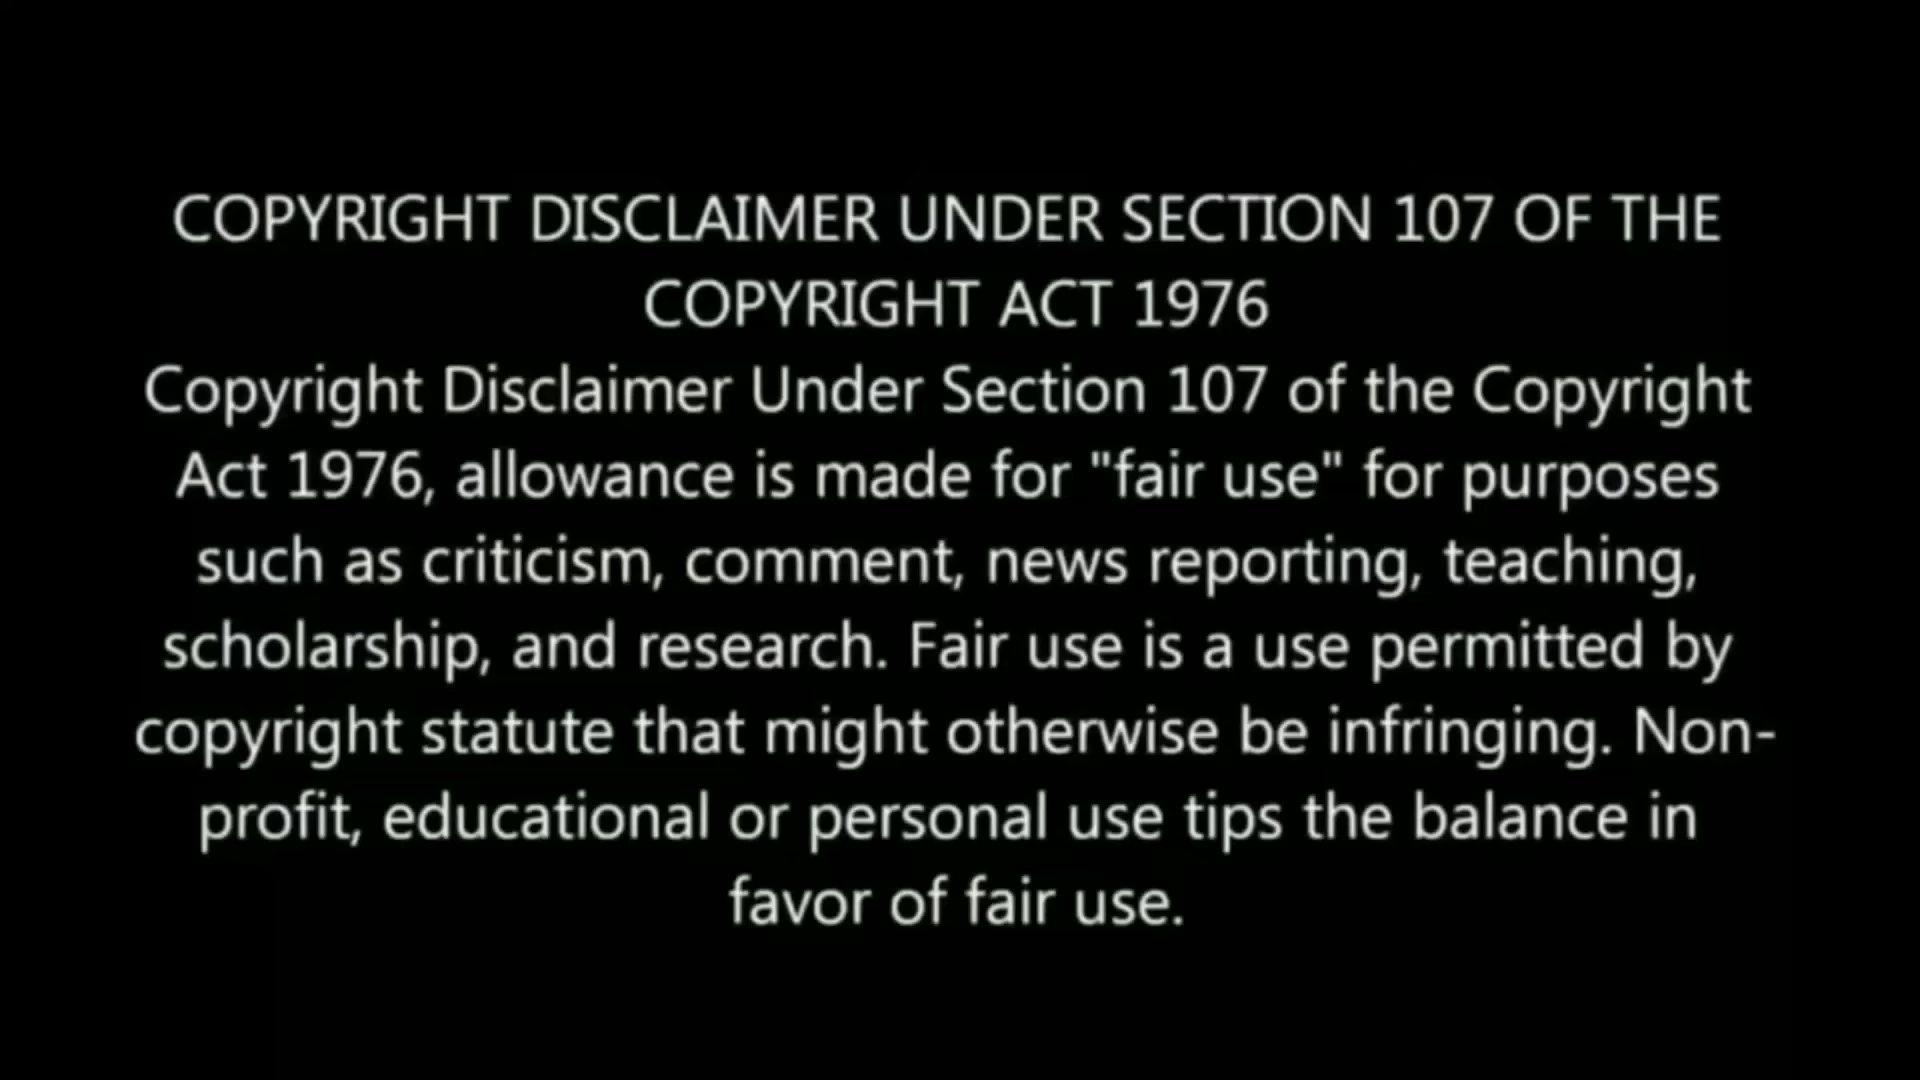 COPYRIGHT DISCLAIMER UNDER SECTION 107 OF THE
COPYRIGHT ACT 1976
Copyright Disclaimer Under Section 107 of the Copyright
Act 1976, allowance is made for "fair use" for purposes
such as criticism, comment, news reporting, teaching,
scholarship, and research. Fair use is a use permitted by
copyright statute that might otherwise be infringing. Non-
profit, educational or personal use tips the balance in
favor of fair use.